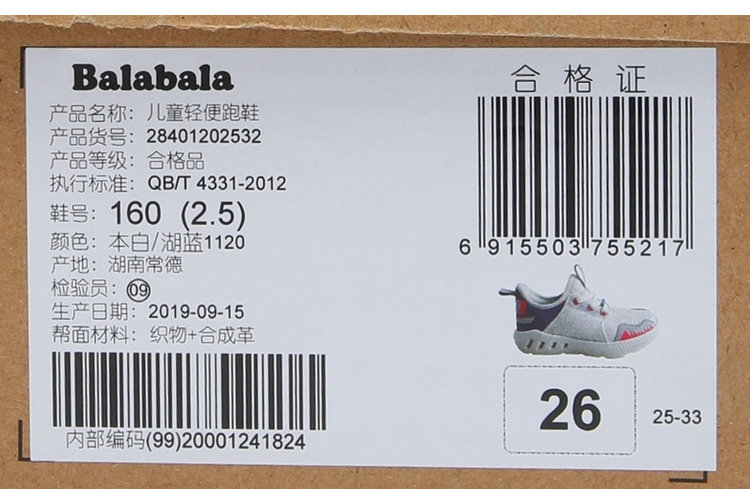 Balabala
产品名称：儿童轻便跑鞋
产品货号：28401202532
产品等级：合格品
执行标准：QB/T 4331-2012
鞋号：160 (2.5)
颜色：本白/湖蓝1120
产地：湖南常德
检验员：09
生产日期：2019-09-15
帮面材料：织物+合成革
内部编码(99)20001241824
合格证
6 915503 755217
26
25-33